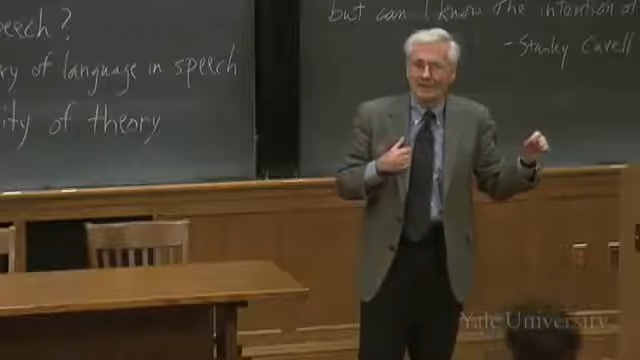 speech?
ry of language in speech
ity of theory
but can I know the intention of
- Stanley Cavell
Yale University